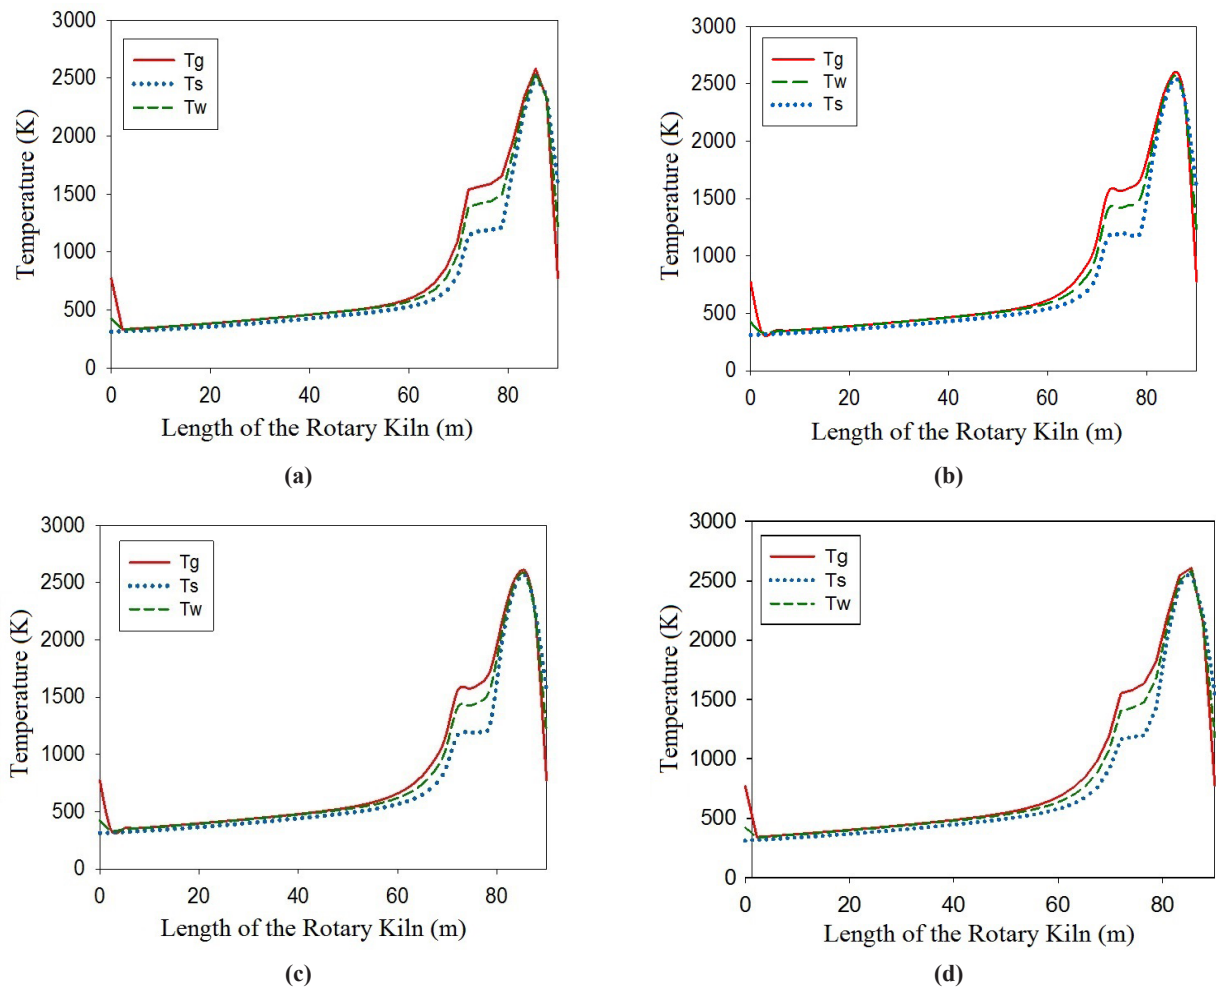 3000
2500
2000
1500
1000
500
0
Temperature (K)
Tg
Ts
Tw
0 20 40 60 80
Length of the Rotary Kiln (m)
(a)
3000
2500
2000
1500
1000
500
0
Temperature (K)
Tg
Tw
Ts
0 20 40 60 80
Length of the Rotary Kiln (m)
(b)
3000
2500
2000
1500
1000
500
0
Temperature (K)
Tg
Ts
Tw
0 20 40 60 80
Length of the Rotary Kiln (m)
(c)
3000
2500
2000
1500
1000
500
0
Temperature (K)
Tg
Ts
Tw
0 20 40 60 80
Length of the Rotary Kiln (m)
(d)